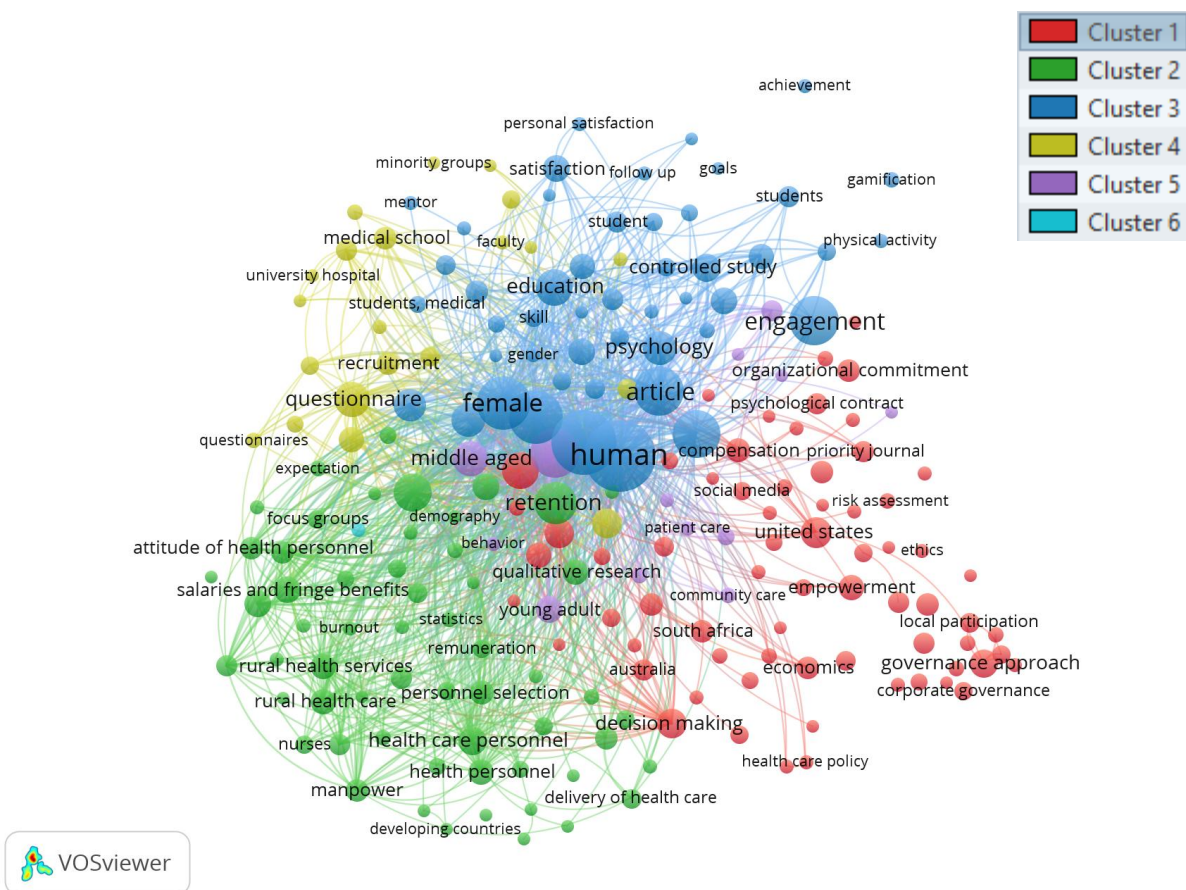 Cluster 1
Cluster 2
Cluster 3
Cluster 4
Cluster 5
Cluster 6
achievement
personal satisfaction
minority groups
satisfaction
follow up
goals
gamification
mentor
students
student
medical school
faculty
physical activity
university hospital
education
controlled study
students, medical
skill
engagement
gender
psychology
recruitment
organizational commitment
questionnaire
female
article
psychological contract
questionnaires
middle aged
human
compensation
priority journal
expectation
social media
risk assessment
retention
focus groups
demography
patient care
united states
attitude of health personnel
behavior
ethics
qualitative research
salaries and fringe benefits
community care
empowerment
young adult
burnout
statistics
south africa
local participation
remuneration
rural health services
australia
economics
governance approach
rural health care
personnel selection
corporate governance
decision making
nurses
health care personnel
health care policy
health personnel
manpower
delivery of health care
developing countries
VOSviewer